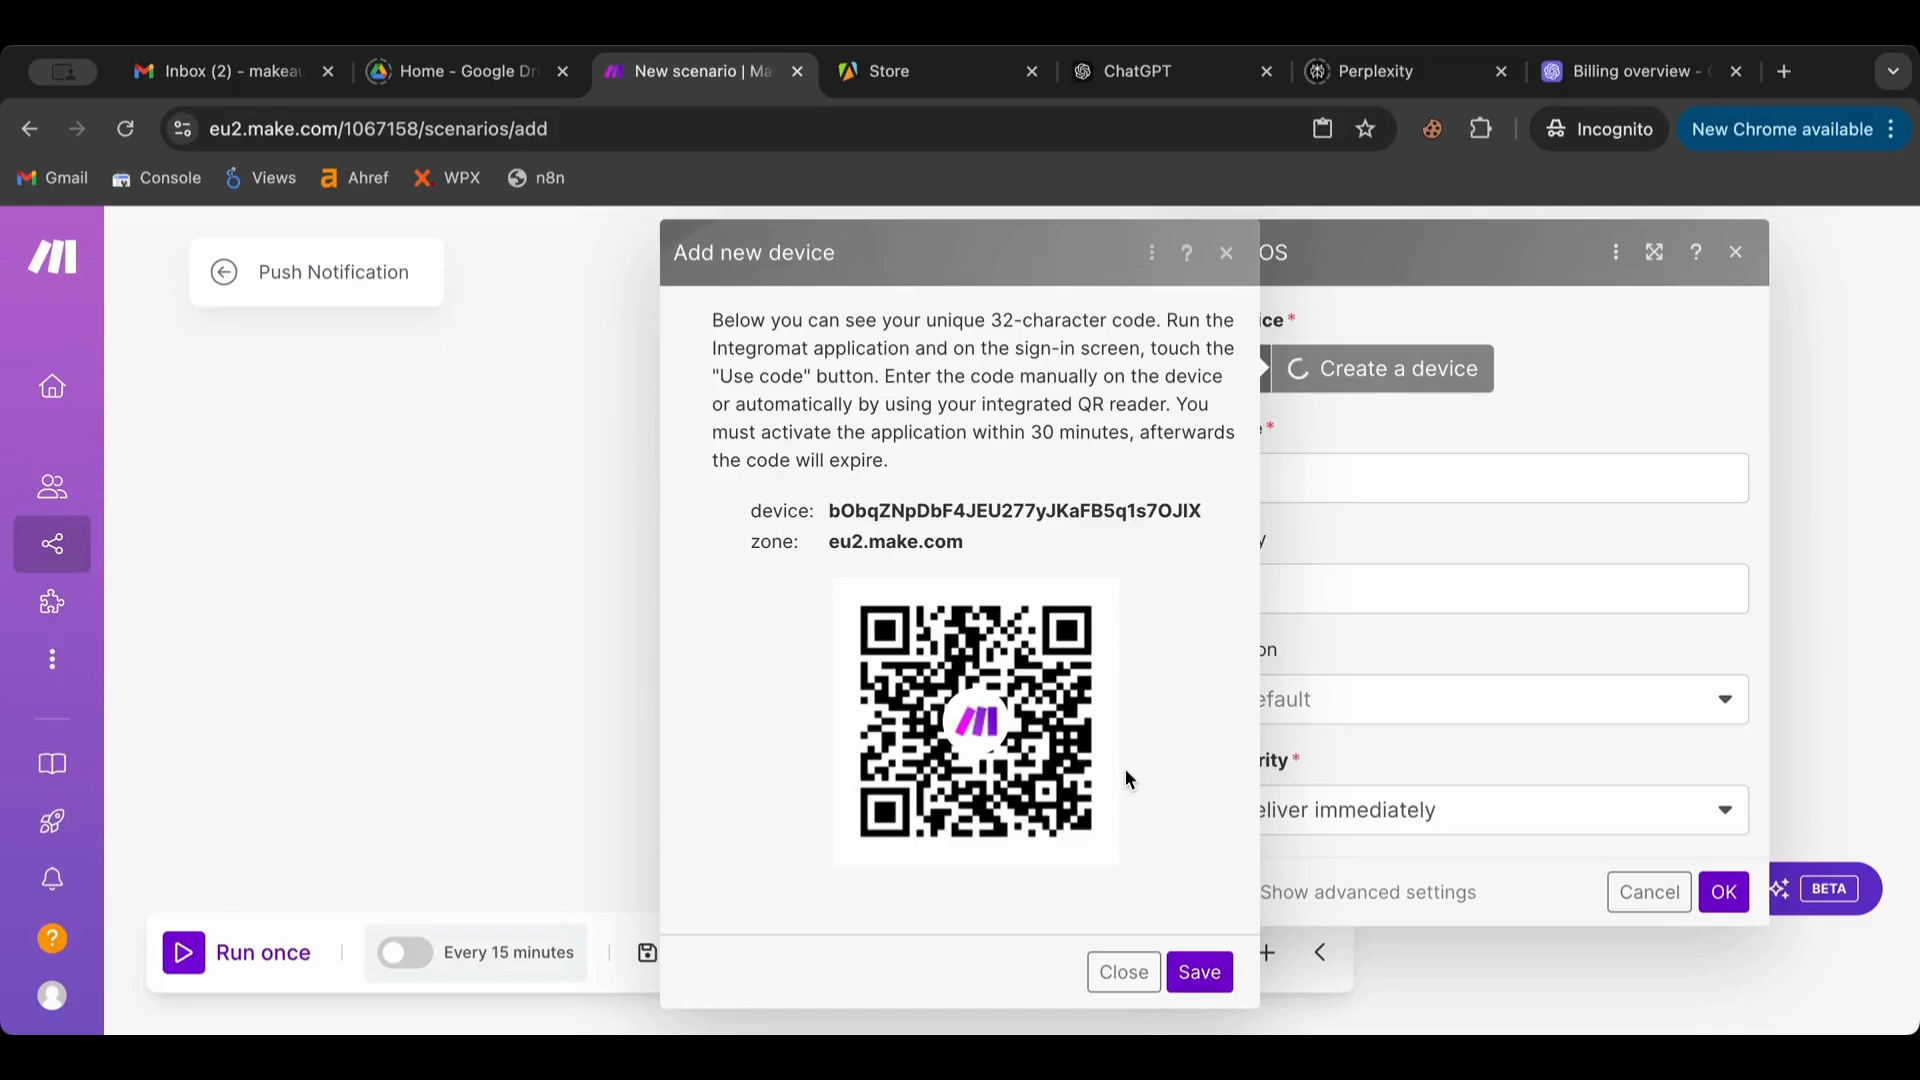 Inbox (2) - makeau
Home - Google Dri
New scenario | Ma
Store
ChatGPT
Perplexity
Billing overview -
eu2.make.com/1067158/scenarios/add
Incognito
New Chrome available
Gmail
Console
Views
Ahref
WPX
n8n
Push Notification
Add new device
?
OS
?
Below you can see your unique 32-character code. Run the
Integromat application and on the sign-in screen, touch the
"Use code" button. Enter the code manually on the device
or automatically by using your integrated QR reader. You
must activate the application within 30 minutes, afterwards
the code will expire.
device: bObqZNpDbF4JEU277yJKaFB5q1s7OJIX
zone: eu2.make.com
Close
Save
ice *
Create a device
e *
y
on
efault
rity *
eliver immediately
Show advanced settings
Cancel
OK
BETA
Run once
Every 15 minutes
?